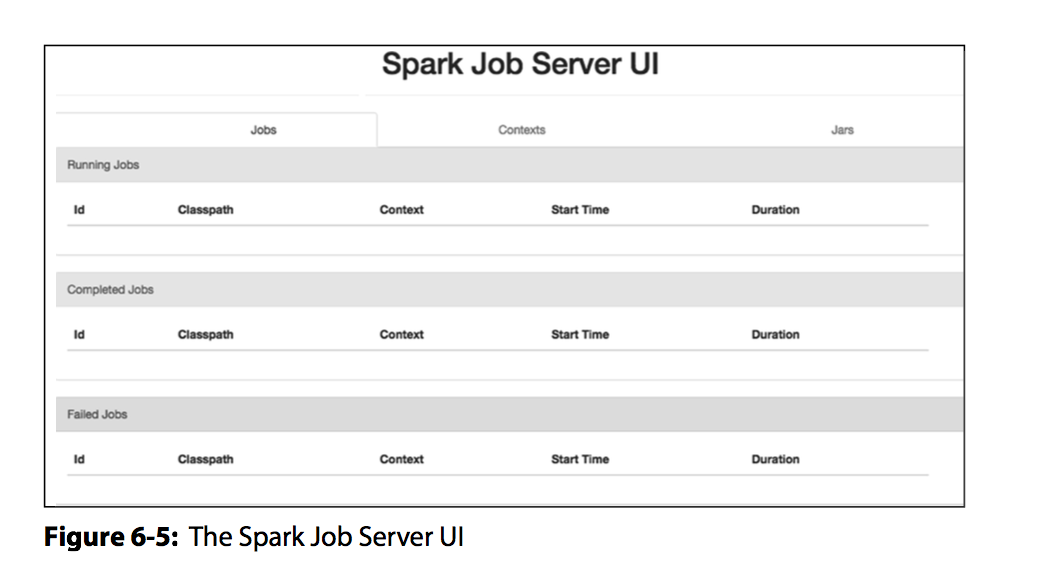 Spark Job Server UI
Jobs Contexts Jars
Running Jobs
Id Classpath Context Start Time Duration
Completed Jobs
Id Classpath Context Start Time Duration
Failed Jobs
Id Classpath Context Start Time Duration
Figure 6-5: The Spark Job Server UI